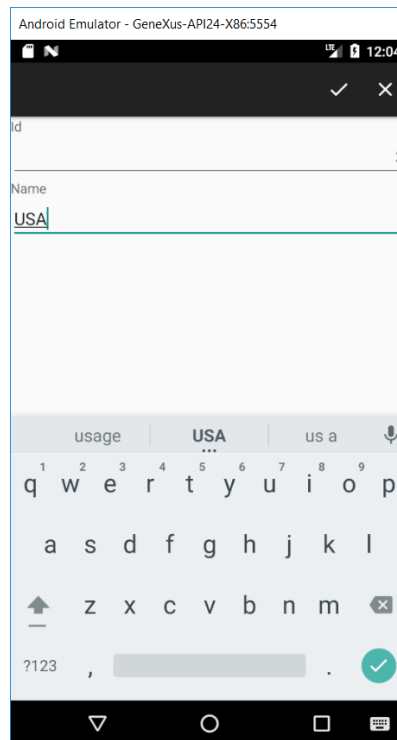 Android Emulator - GeneXus-API24-X86:5554
LTE 12:04
Id
Name
USA
usage USA us a
1 2 3 4 5 6 7 8 9
q w e r t y u i o p
a s d f g h j k l
z x c v b n m
?123 , .